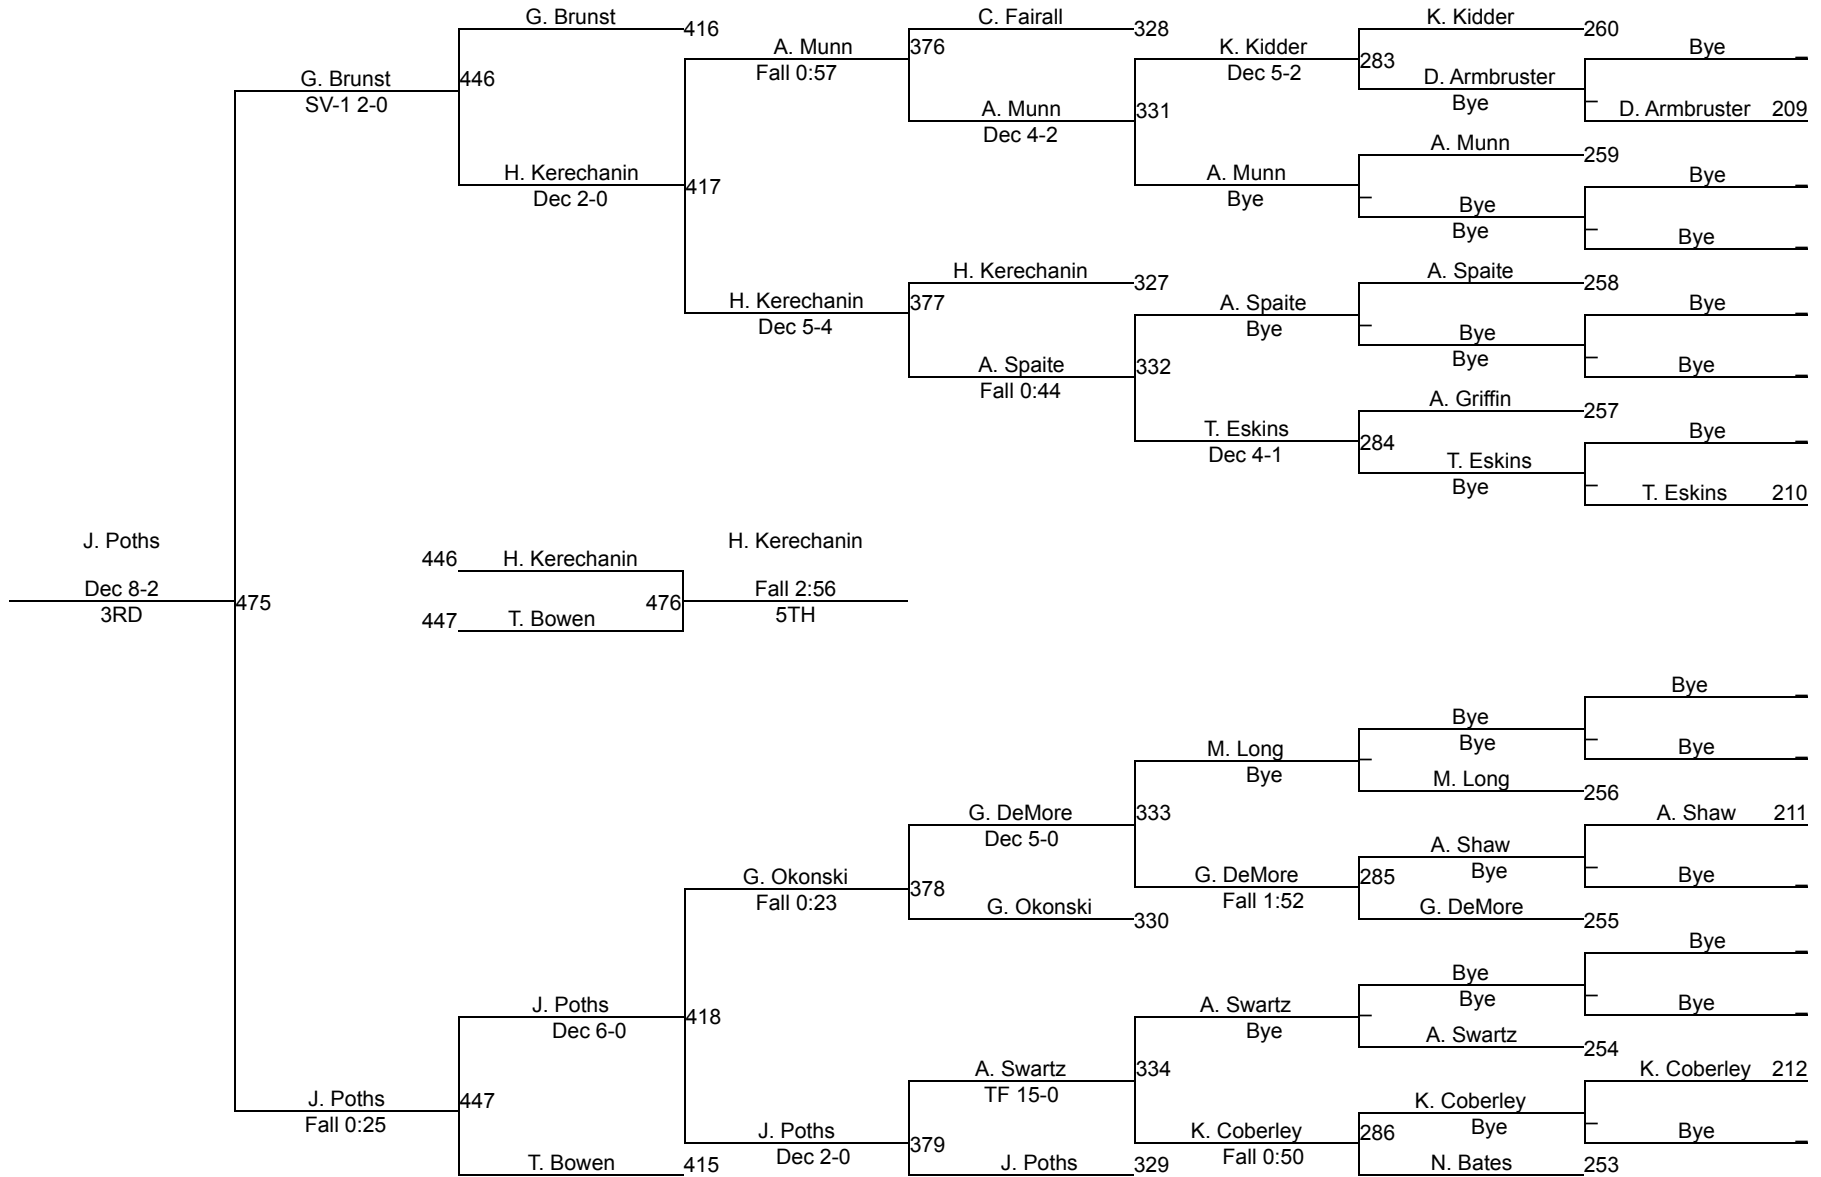 G. Brunst 416
C. Fairall 328
K. Kidder 260
A. Munn 376
K. Kidder
Bye _
Fall 0:57
Dec 5-2
283
G. Brunst 446
D. Armbruster
SV-1 2-0
Bye
_ D. Armbruster 209
A. Munn 331
Dec 4-2
A. Munn 259
H. Kerechanin 417
A. Munn
Bye _
Dec 2-0
Bye
_
Bye
Bye
_ Bye _
H. Kerechanin 327
A. Spaite 258
H. Kerechanin 377
A. Spaite
Bye _
Dec 5-4
Bye
_
Bye
Bye
_ Bye _
A. Spaite 332
Fall 0:44
A. Griffin 257
T. Eskins
Bye _
Dec 4-1
284
T. Eskins
Bye
_ T. Eskins 210
J. Poths
H. Kerechanin
446 H. Kerechanin
Dec 8-2
Fall 2:56
475
476
3RD
5TH
447 T. Bowen
Bye _
Bye
Bye
_ Bye _
M. Long
Bye
_
M. Long 256
G. DeMore 333
A. Shaw 211
Dec 5-0
A. Shaw
Bye
_ Bye _
G. Okonski 378
G. DeMore 285
Fall 0:23
Fall 1:52
G. Okonski 330
G. DeMore 255
Bye _
Bye
Bye
_ Bye _
J. Poths 418
A. Swartz
Dec 6-0
Bye
_
A. Swartz 254
A. Swartz 334
K. Coberley 212
TF 15-0
J. Poths 447
K. Coberley
Fall 0:25
Bye
_ Bye _
J. Poths 379
K. Coberley 286
Dec 2-0
Fall 0:50
T. Bowen 415
J. Poths 329
N. Bates 253